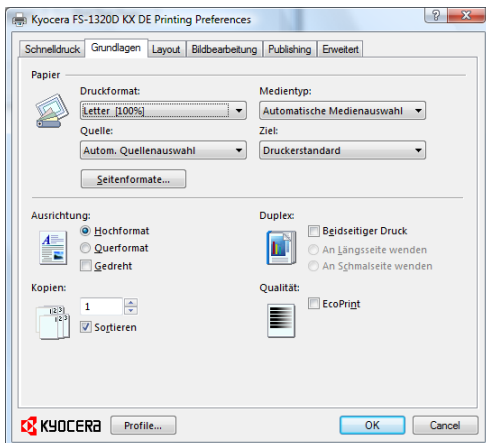 Kyocera FS-1320D KX DE Printing Preferences
Schnelldruck Grundlagen Layout Bildbearbeitung Publishing Erweitert
Papier
Druckformat: Medientyp:
Letter [100%] Automatische Medienauswahl
Quelle: Ziel:
Autom. Quellenauswahl Druckerstandard
Seitenformate...
Ausrichtung: Duplex:
Hochformat Beidseitiger Druck
Querformat An Längsseite wenden
Gedreht An Schmalseite wenden
Kopien: Qualität:
1 EcoPrint
Sortieren
KYOCERA Profile... OK Cancel